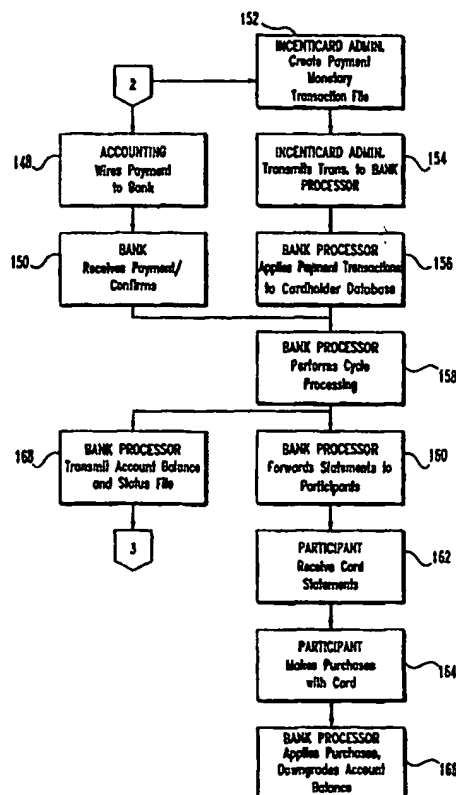 152
INCENTICARD ADMIN.
Create Payment
Monetary
Transaction File
2
148
ACCOUNTING
Wires Payment
to Bank
INCENTICARD ADMIN.
Transmits Trans. to BANK
PROCESSOR
154
150
BANK
Receives Payment/
Confirms
BANK PROCESSOR
Applies Payment Transactions
to Cardholder Database
156
BANK PROCESSOR
Performs Cycle
Processing
158
168
BANK PROCESSOR
Transmit Account Balance
and Status File
BANK PROCESSOR
Forwards Statements to
Participants
160
3
PARTICIPANT
Receive Card
Statements
162
PARTICIPANT
Makes Purchases
with Card
164
BANK PROCESSOR
Applies Purchases,
Downgrades Account
Balance
166